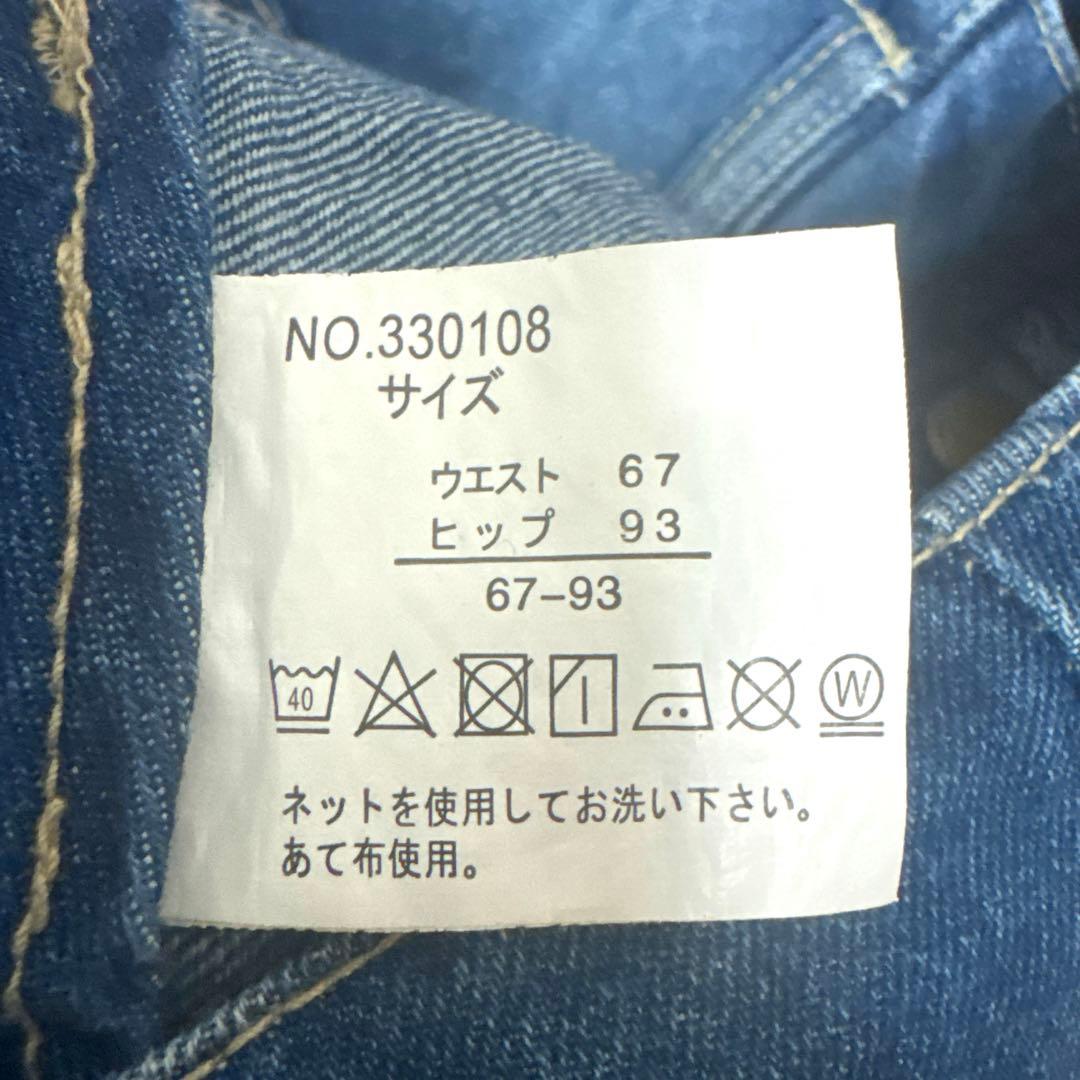 NO.330108
サイズ
ウエスト 67
ヒップ 93
67-93
40 W
ネットを使用してお洗い下さい。
あて布使用。